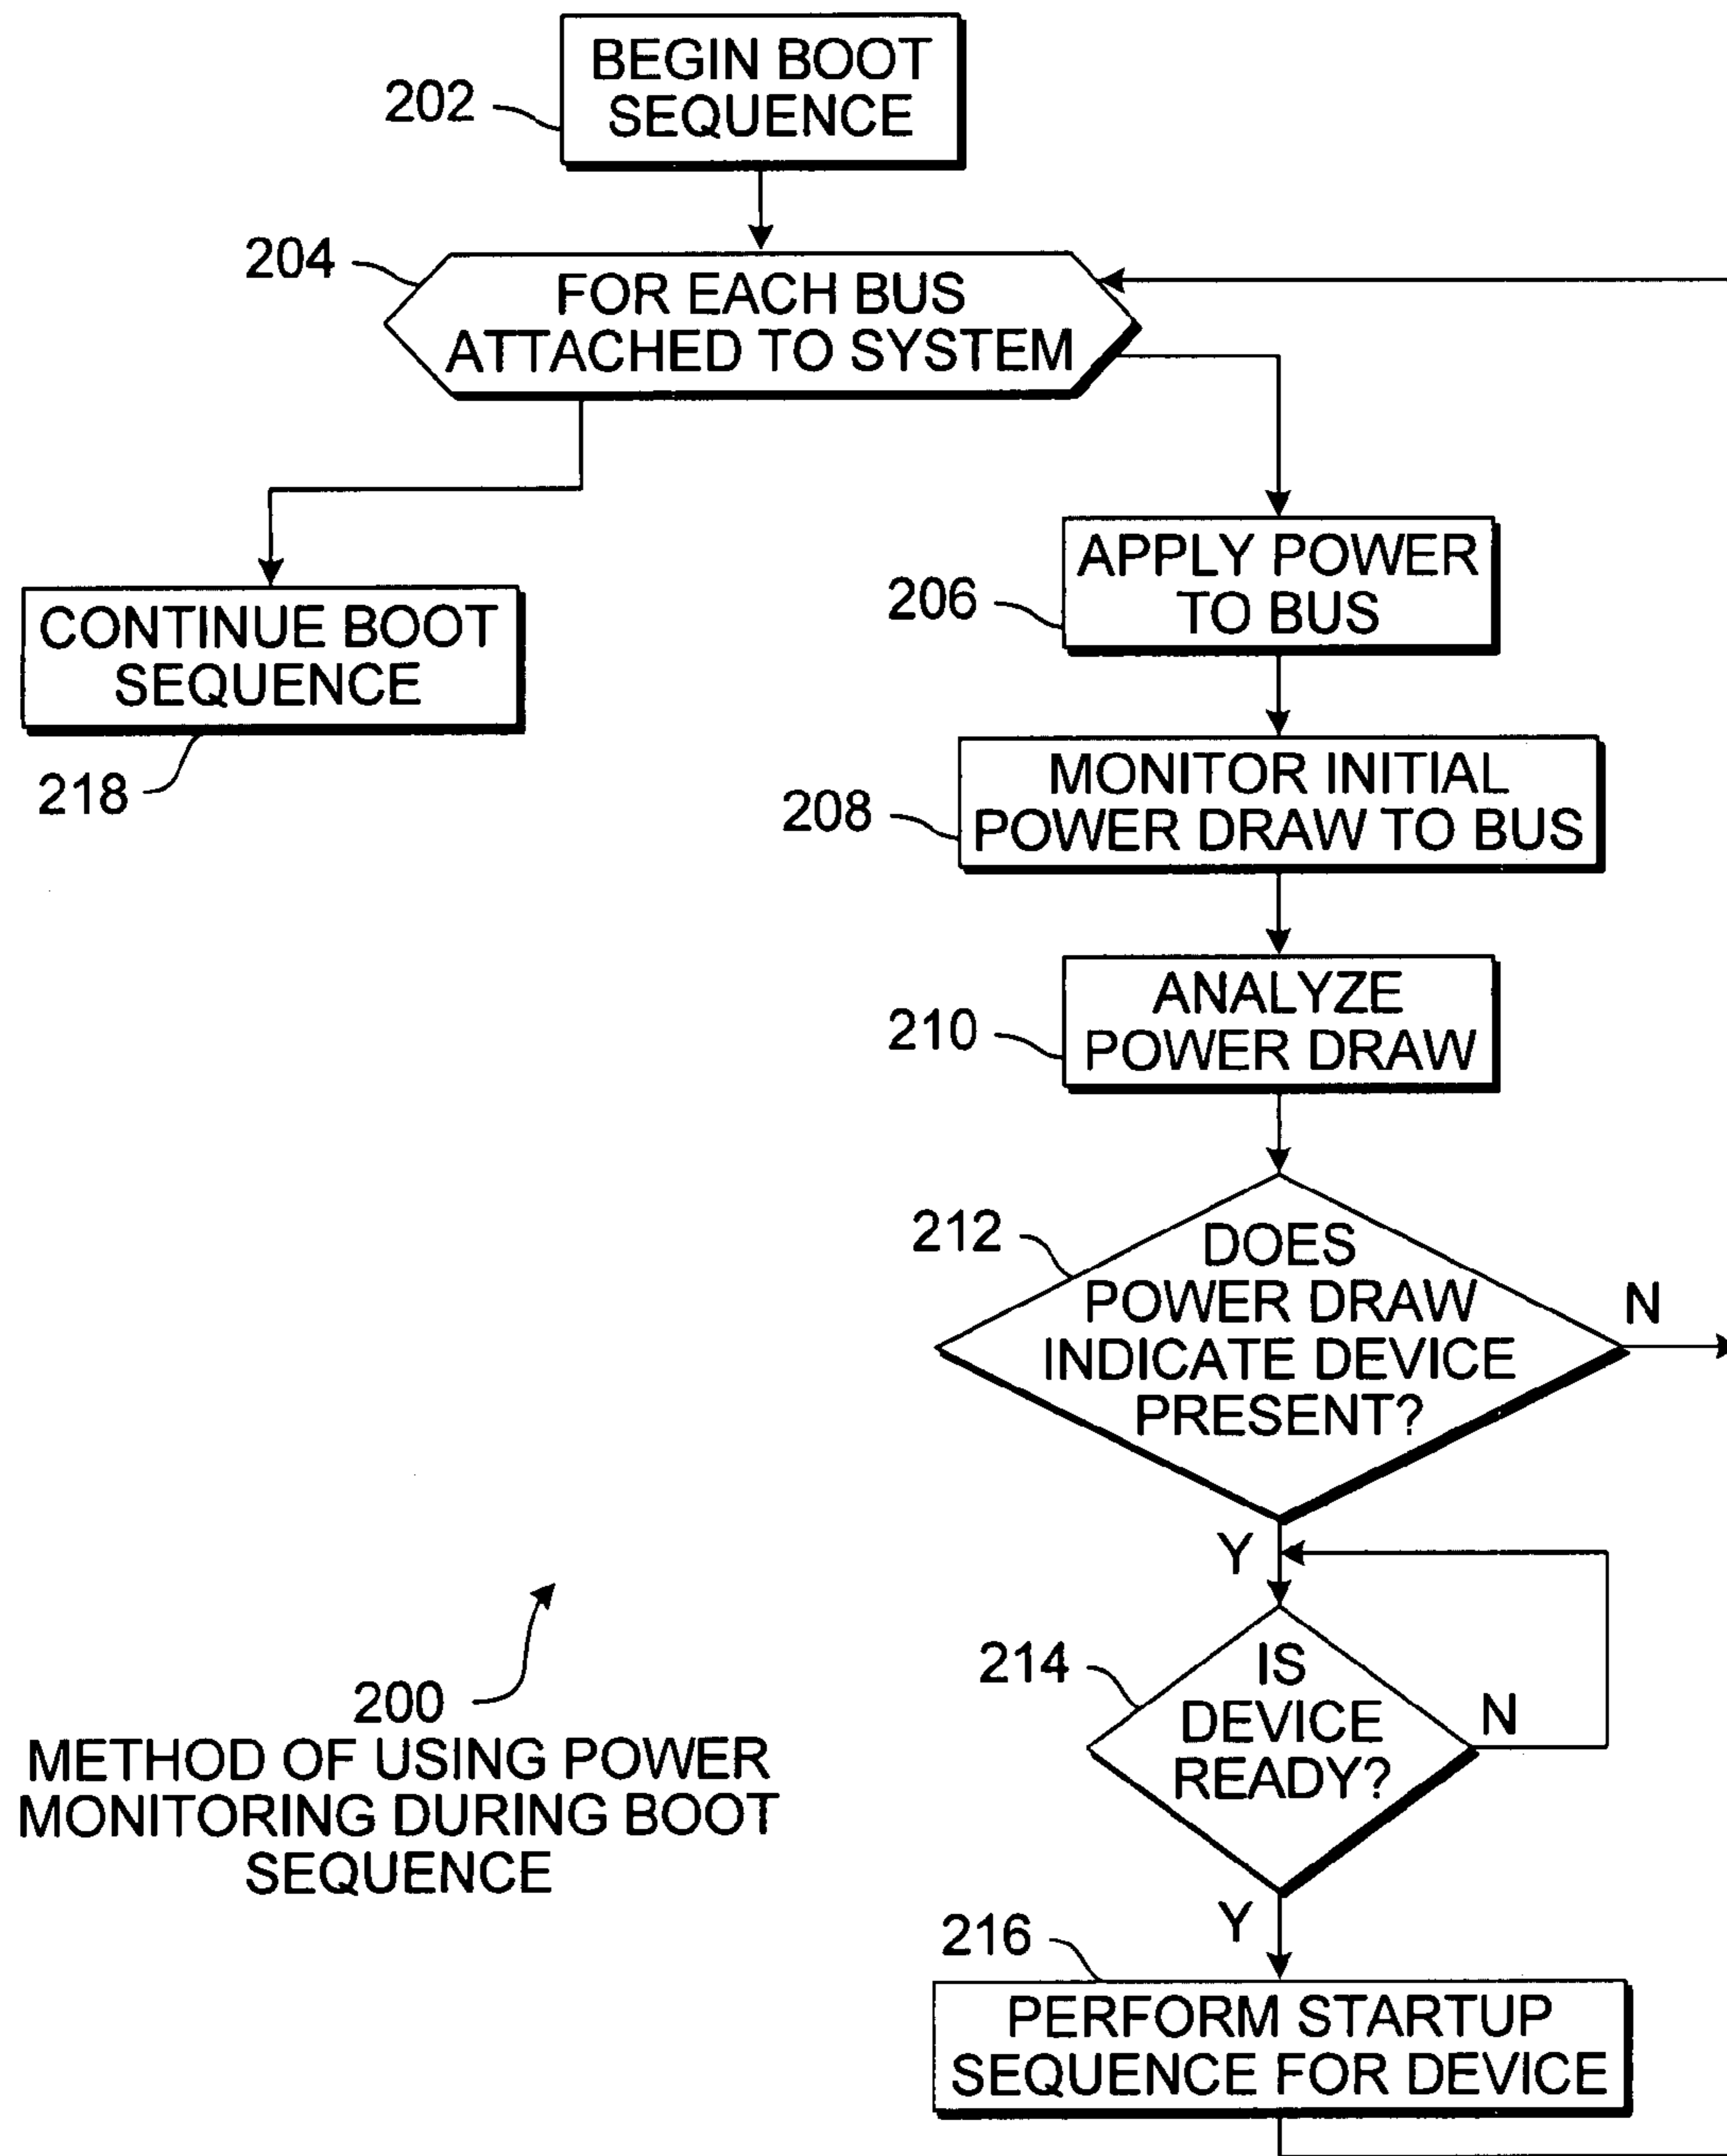 BEGIN BOOT
SEQUENCE
202
204
FOR EACH BUS
ATTACHED TO SYSTEM
APPLY POWER
TO BUS
206
CONTINUE BOOT
SEQUENCE
218
MONITOR INITIAL
POWER DRAW TO BUS
208
ANALYZE
POWER DRAW
210
212
DOES
POWER DRAW
INDICATE DEVICE
PRESENT?
N
Y
214
IS
DEVICE
READY?
N
Y
200
METHOD OF USING POWER
MONITORING DURING BOOT
SEQUENCE
216
PERFORM STARTUP
SEQUENCE FOR DEVICE